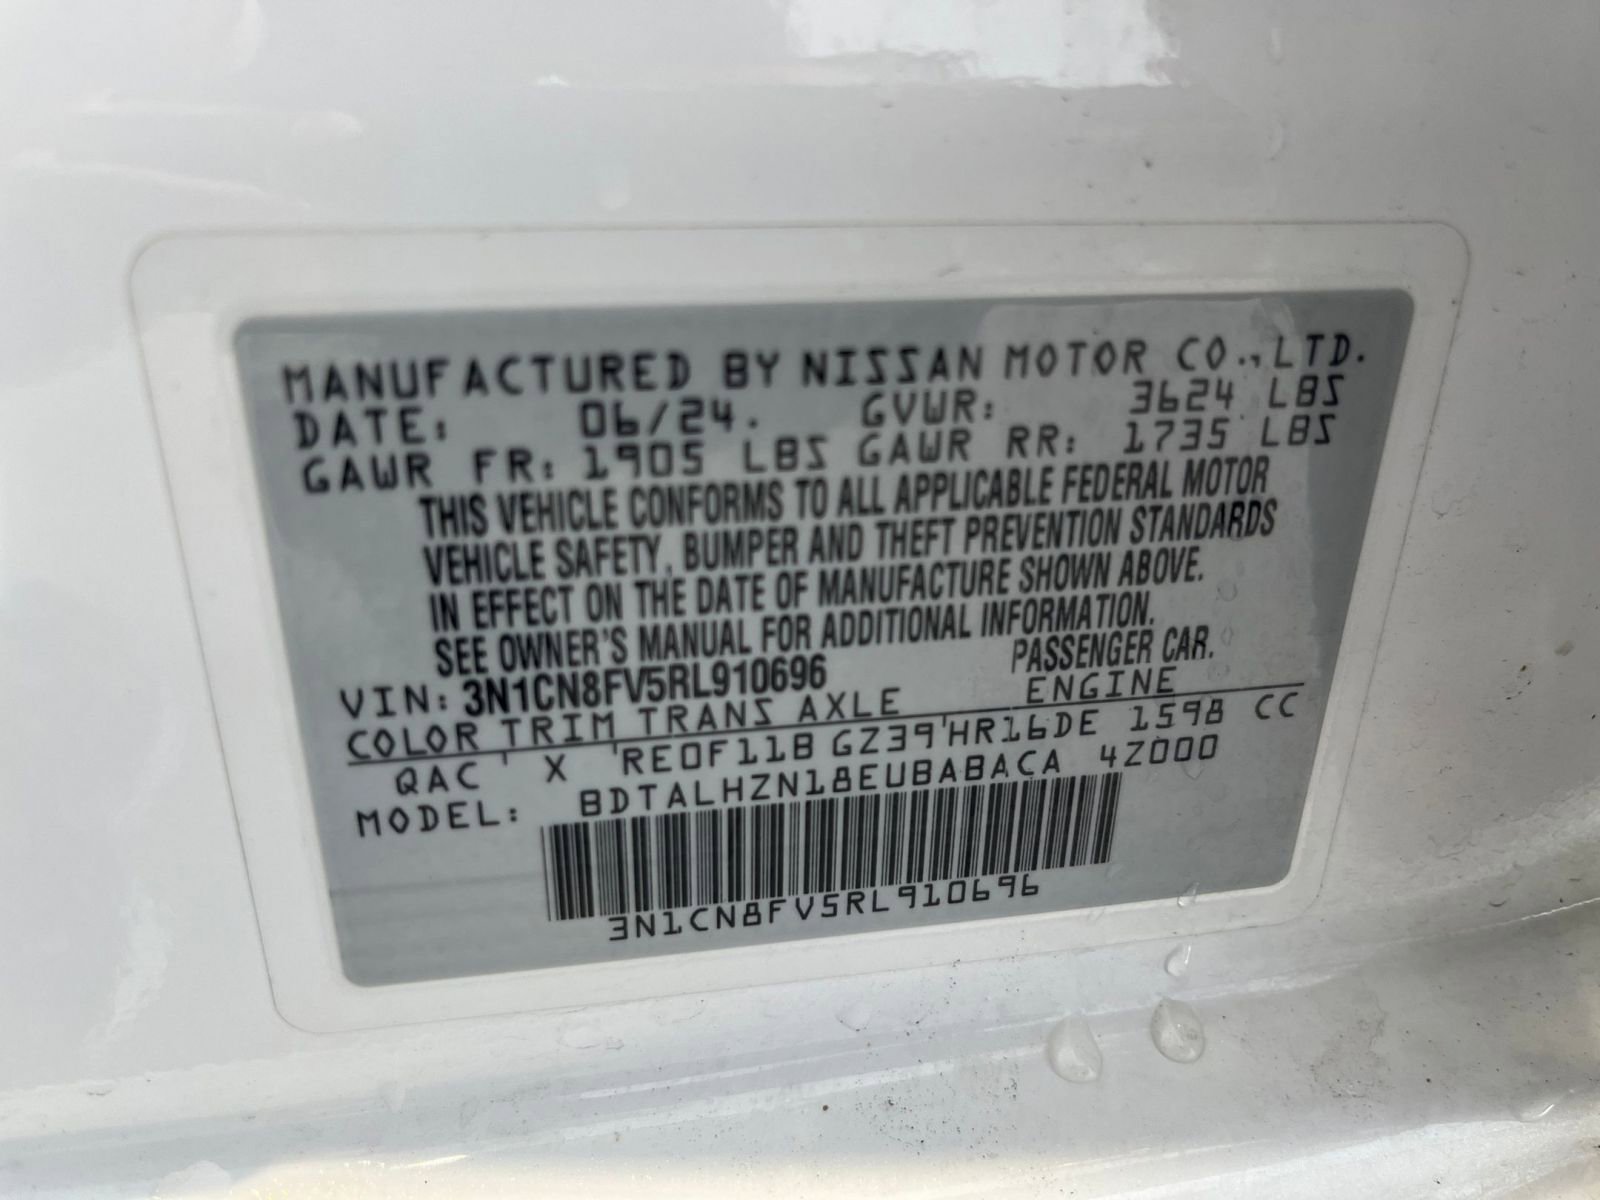 MANUFACTURED BY NISSAN MOTOR CO., LTD.
DATE: 06/24. GVWR: 3624 LBS
GAWR FR: 1905 LBS GAWR RR: 1735 LBS
THIS VEHICLE CONFORMS TO ALL APPLICABLE FEDERAL MOTOR
VEHICLE SAFETY, BUMPER AND THEFT PREVENTION STANDARDS
IN EFFECT ON THE DATE OF MANUFACTURE SHOWN ABOVE.
SEE OWNER'S MANUAL FOR ADDITIONAL INFORMATION.
VIN: 3N1CN8FV5RL910696 PASSENGER CAR.
COLOR TRIM TRANS AXLE ENGINE
QAC ' X 'RE0F11B GZ39'HR16DE 1598 CC
MODEL: BDTALHZN18EUBABACA 4Z000
3N1CN8FV5RL910696